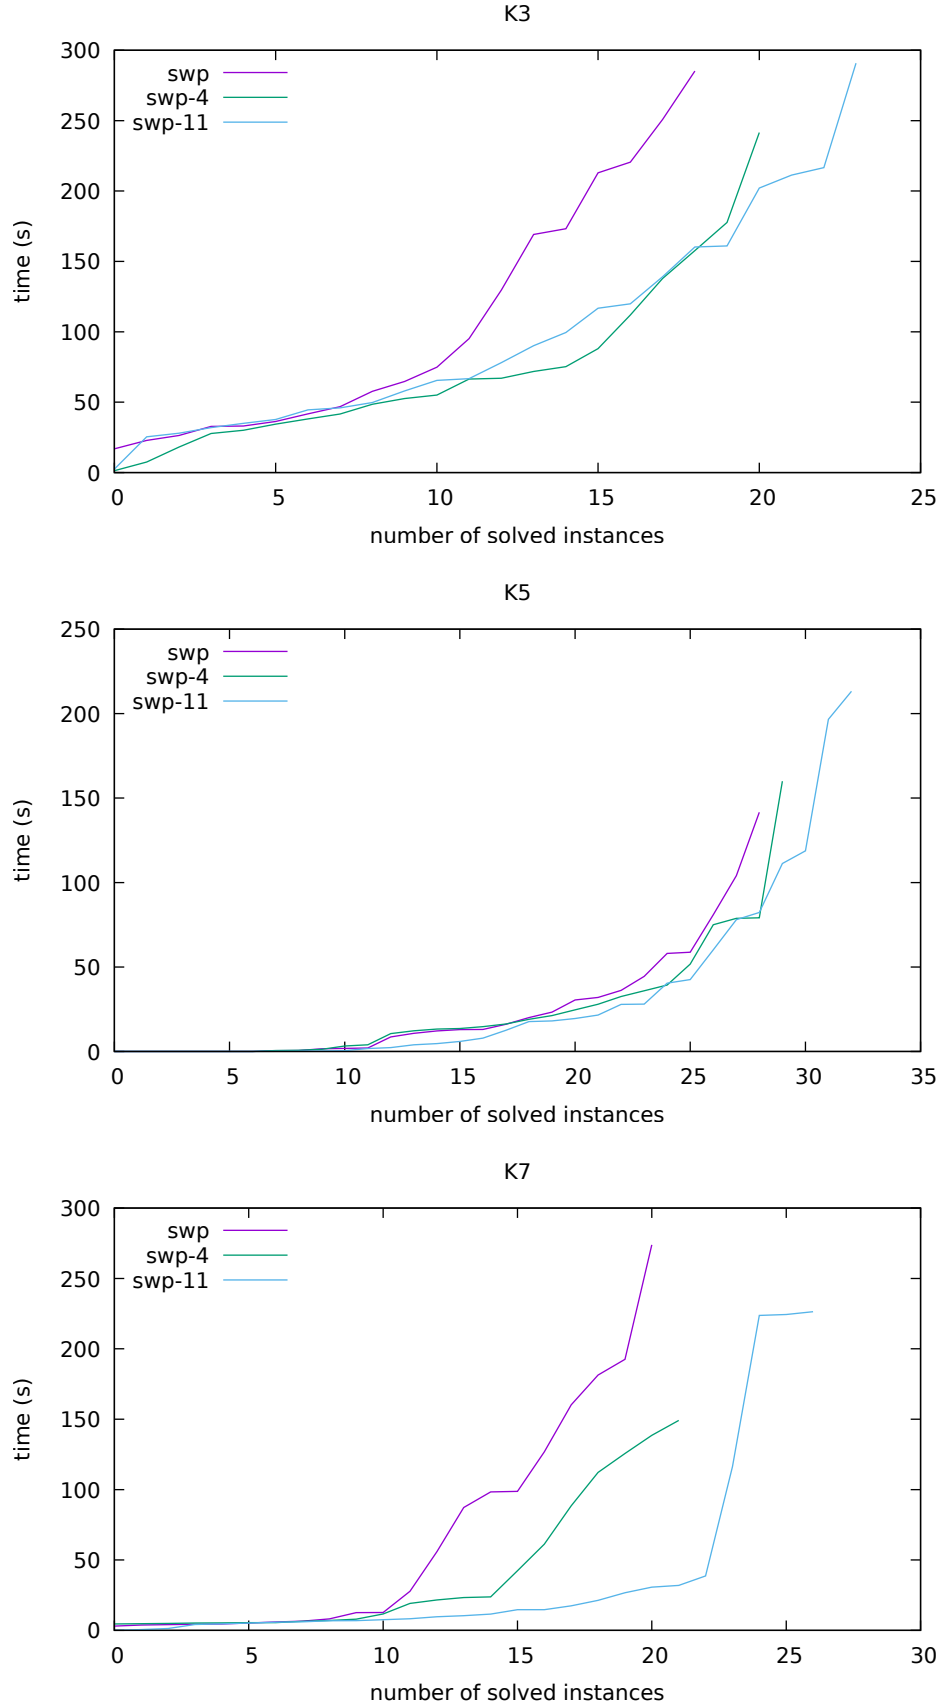 K3
300
250
200
150
100
50
0
time (s)
swp
swp-4
swp-11
0 5 10 15 20 25
number of solved instances
K5
250
200
150
100
50
0
time (s)
swp
swp-4
swp-11
0 5 10 15 20 25 30 35
number of solved instances
K7
300
250
200
150
100
50
0
time (s)
swp
swp-4
swp-11
0 5 10 15 20 25 30
number of solved instances